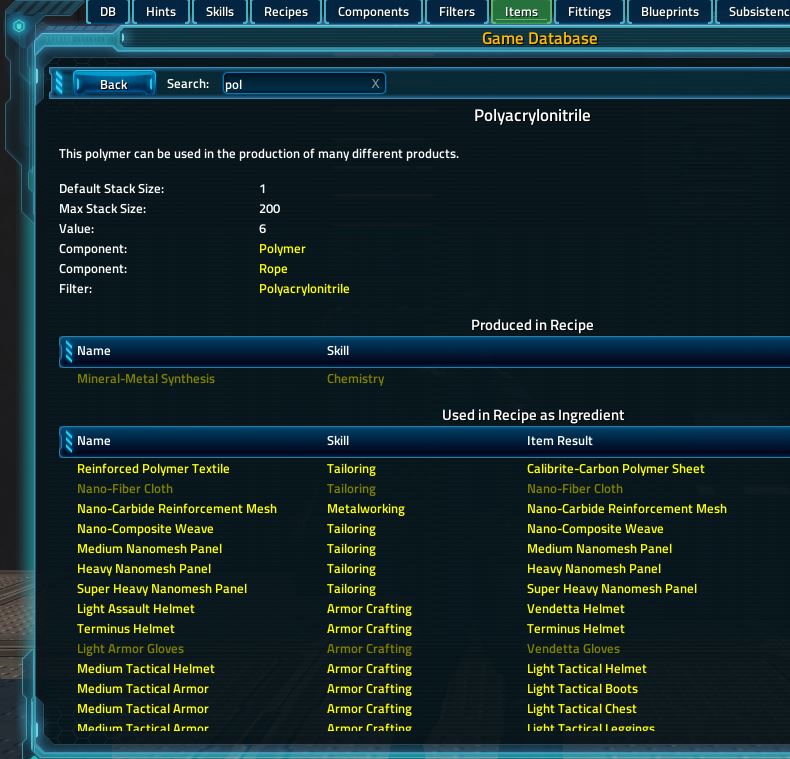 DB Hints Skills Recipes Components Filters Items Fittings Blueprints Subsistenc
Game Database
Back Search: pol X
Polyacrylonitrile
This polymer can be used in the production of many different products.
Default Stack Size: 1
Max Stack Size: 200
Value: 6
Component: Polymer
Component: Rope
Filter: Polyacrylonitrile
Produced in Recipe
Name Skill
Mineral-Metal Synthesis Chemistry
Used in Recipe as Ingredient
Name Skill Item Result
Reinforced Polymer Textile Tailoring Calibrite-Carbon Polymer Sheet
Nano-Fiber Cloth Tailoring Nano-Fiber Cloth
Nano-Carbide Reinforcement Mesh Metalworking Nano-Carbide Reinforcement Mesh
Nano-Composite Weave Tailoring Nano-Composite Weave
Medium Nanomesh Panel Tailoring Medium Nanomesh Panel
Heavy Nanomesh Panel Tailoring Heavy Nanomesh Panel
Super Heavy Nanomesh Panel Tailoring Super Heavy Nanomesh Panel
Light Assault Helmet Armor Crafting Vendetta Helmet
Terminus Helmet Armor Crafting Terminus Helmet
Light Armor Gloves Armor Crafting Vendetta Gloves
Medium Tactical Helmet Armor Crafting Light Tactical Helmet
Medium Tactical Armor Armor Crafting Light Tactical Boots
Medium Tactical Armor Armor Crafting Light Tactical Chest
Medium Tactical Armor Armor Crafting Light Tactical Leggings